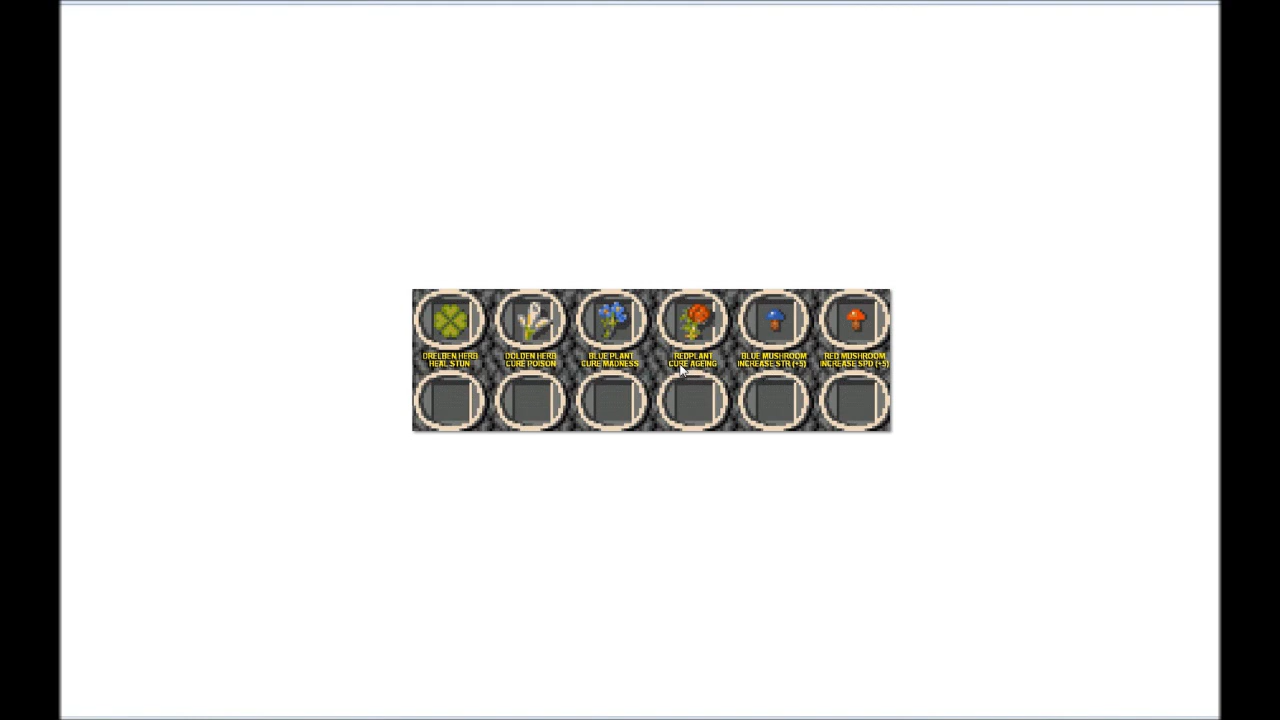 DRELBEN HERB
HEAL STUN
DOLDEN HERB
CURE POISON
BLUE PLANT
CURE MADNESS
REDPLANT
CURE AGEING
BLUE MUSHROOM
INCREASE STR (+5)
RED MUSHROOM
INCREASE SPD (+5)